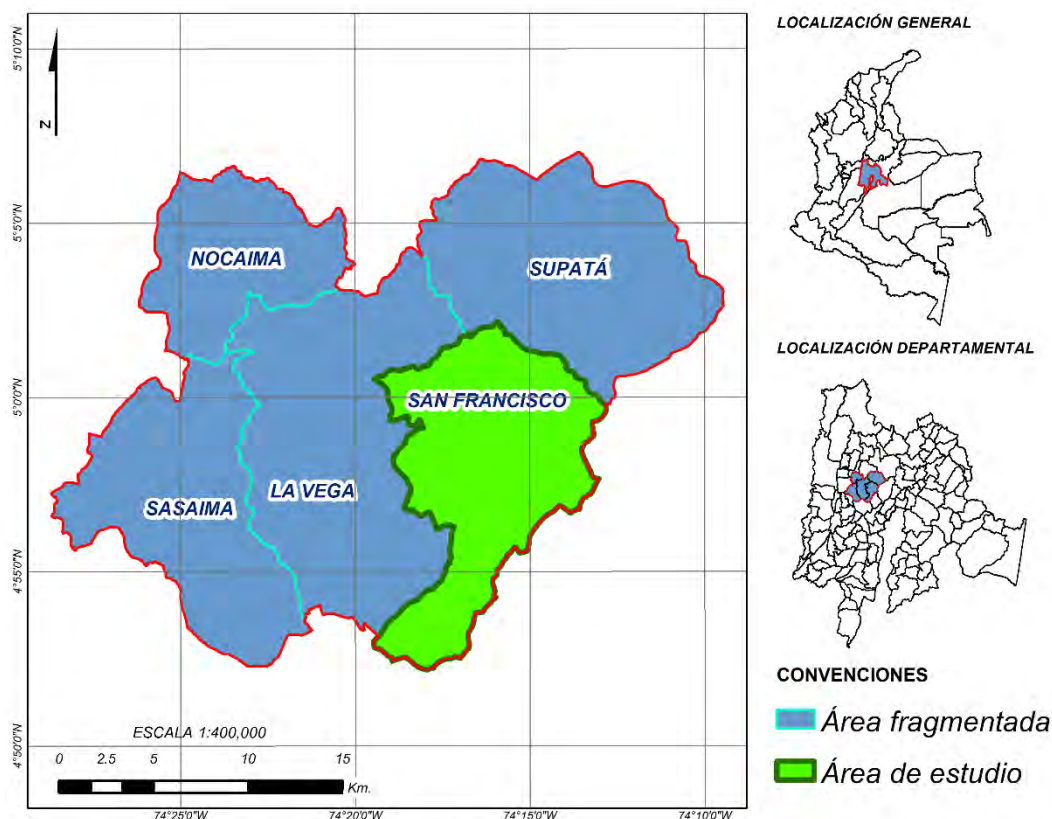 LOCALIZACIÓN GENERAL
5°10'0"N
N
5°5'0"N
NOCAIMA
SUPATÁ
LOCALIZACIÓN DEPARTAMENTAL
5°0'0"N
SAN FRANCISCO
SASAIMA
LA VEGA
4°55'0"N
CONVENCIONES
Área fragmentada
Área de estudio
4°50'0"N
ESCALA 1:400,000
0 2.5 5 10 15
Km.
74°25'0"W 74°20'0"W 74°15'0"W 74°10'0"W